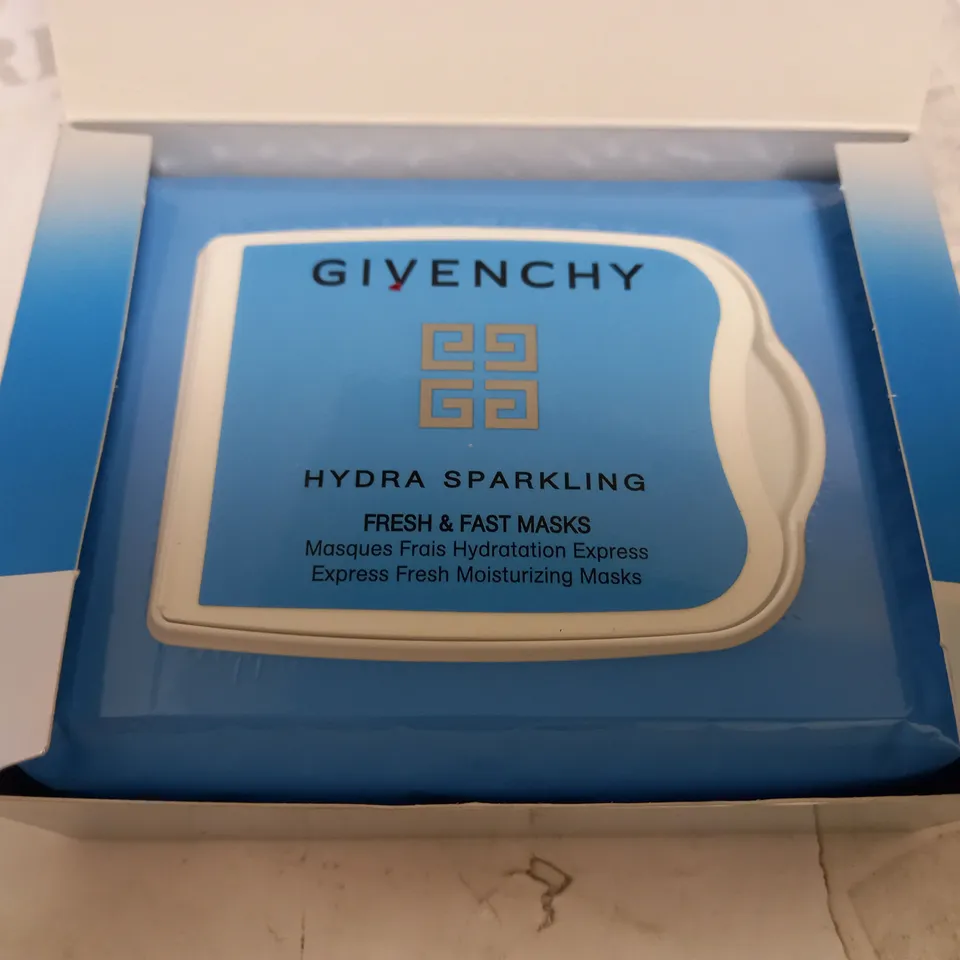 GIVENCHY
HYDRA SPARKLING
FRESH & FAST MASKS
Masques Frais Hydratation Express
Express Fresh Moisturizing Masks